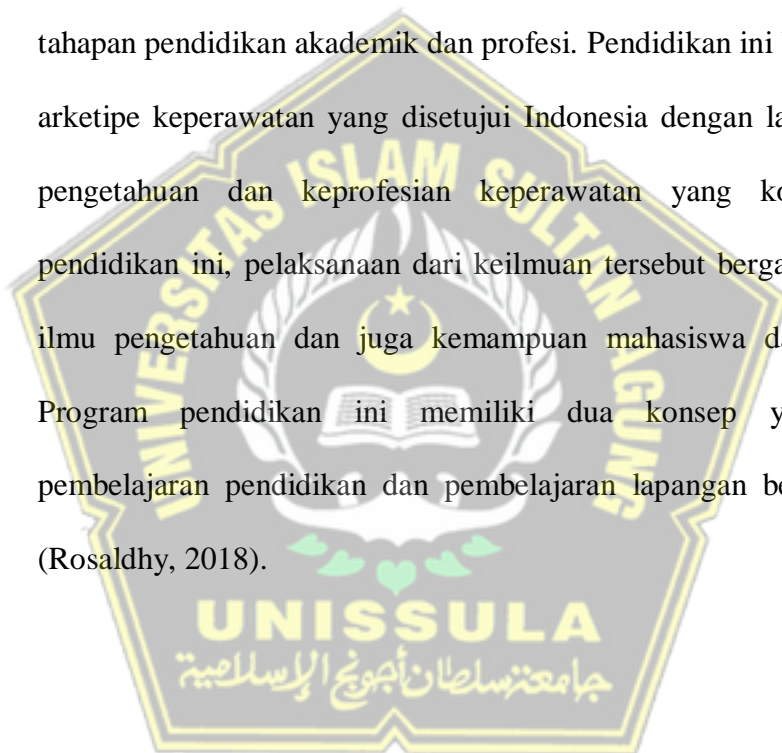 tahapan pendidikan akademik dan profesi. Pendidikan ini
arketipe keperawatan yang disetujui Indonesia dengan
pengetahuan dan keprofesian keperawatan yang
pendidikan ini, pelaksanaan dari keilmuan tersebut
ilmu pengetahuan dan juga kemampuan mahasiswa
Program pendidikan ini memiliki dua konsep
pembelajaran pendidikan dan pembelajaran lapangan
(Rosaldhy, 2018).
UNIVERSITAS ISLAM SULTAN AGUNG
UNISSULA
جامعة سلطان أجونج الإسلامية